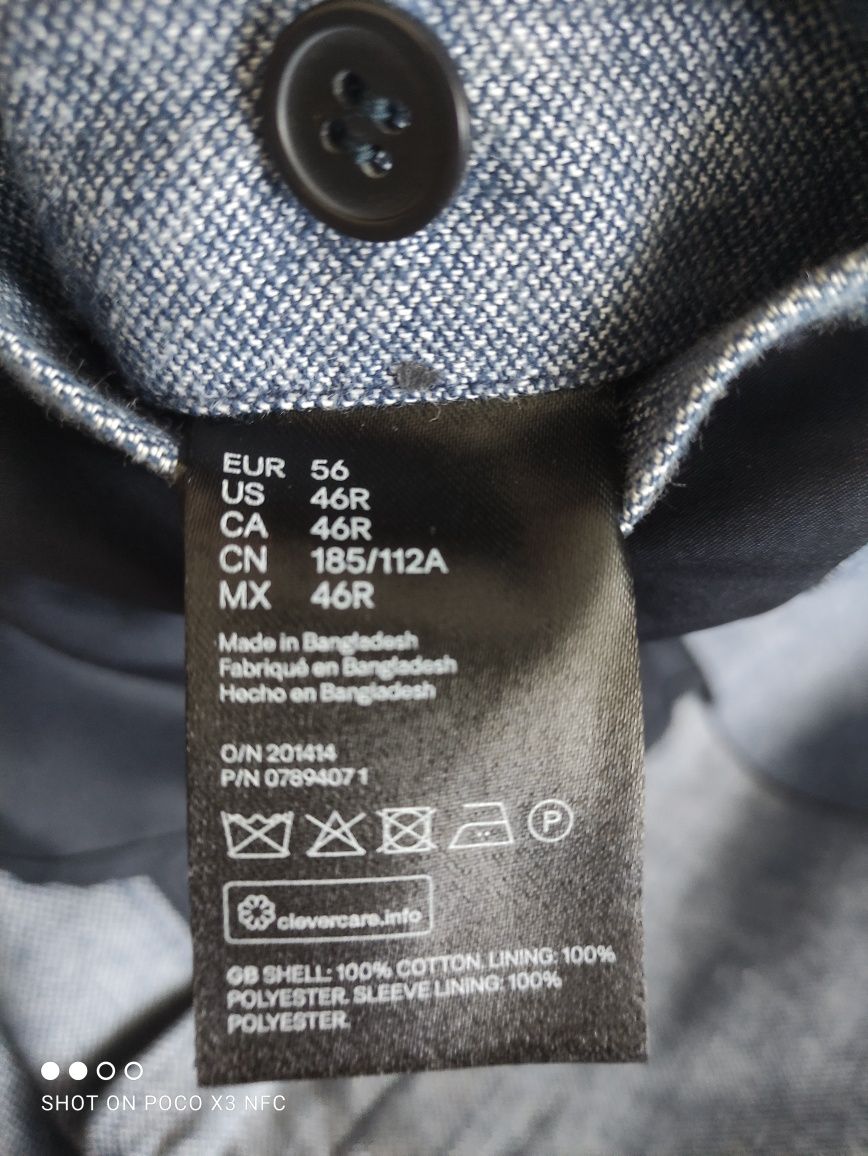 EUR 56
US 46R
CA 46R
CN 185/112A
MX 46R
Made in Bangladesh
Fabriqué en Bangladesh
Hecho en Bangladesh
O/N 201414
P/N 07894071
P
clevercare.info
GB SHELL: 100% COTTON. LINING: 100%
POLYESTER. SLEEVE LINING: 100%
POLYESTER.
SHOT ON POCO X3 NFC